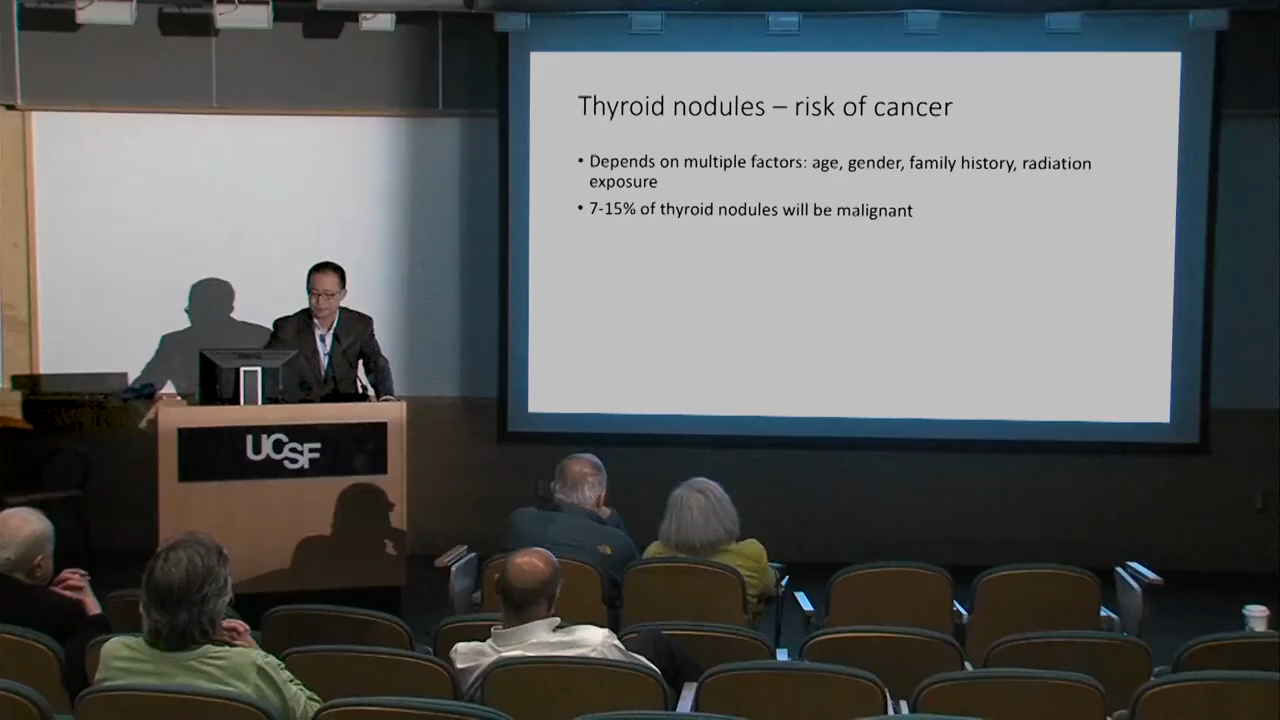 Thyroid nodules – risk of cancer
• Depends on multiple factors: age, gender, family history, radiation
exposure
• 7-15% of thyroid nodules will be malignant
UCSF